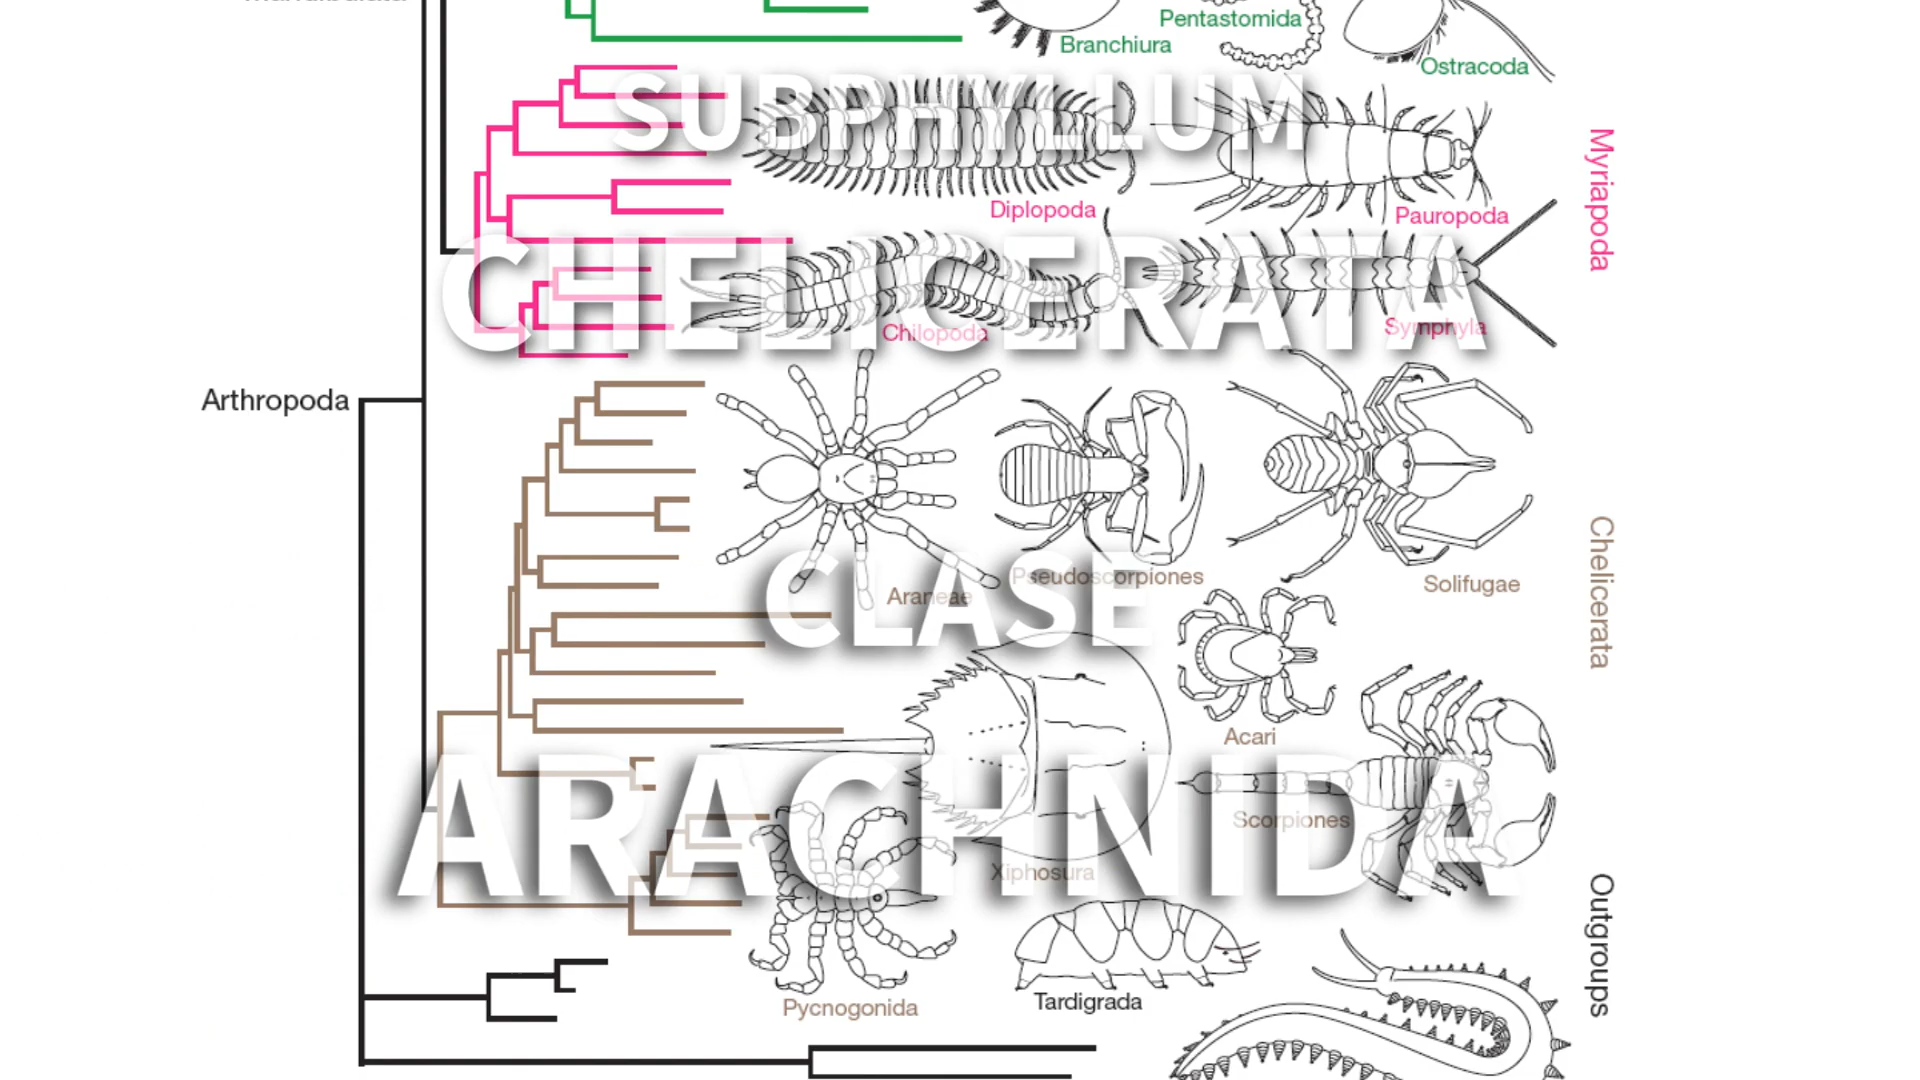 Pentastomida
Branchiura
Ostracoda
SUBPHYLLUM
Myriapoda
Diplopoda
Pauropoda
CHELICERATA
Chilopoda
Symphyla
Arthropoda
Chelicerata
Pseudoscorpiones
Solifugae
Araneae
CLASE
Acari
ARACHNIDA
Scorpiones
Xiphosura
Outgroups
Tardigrada
Pycnogonida